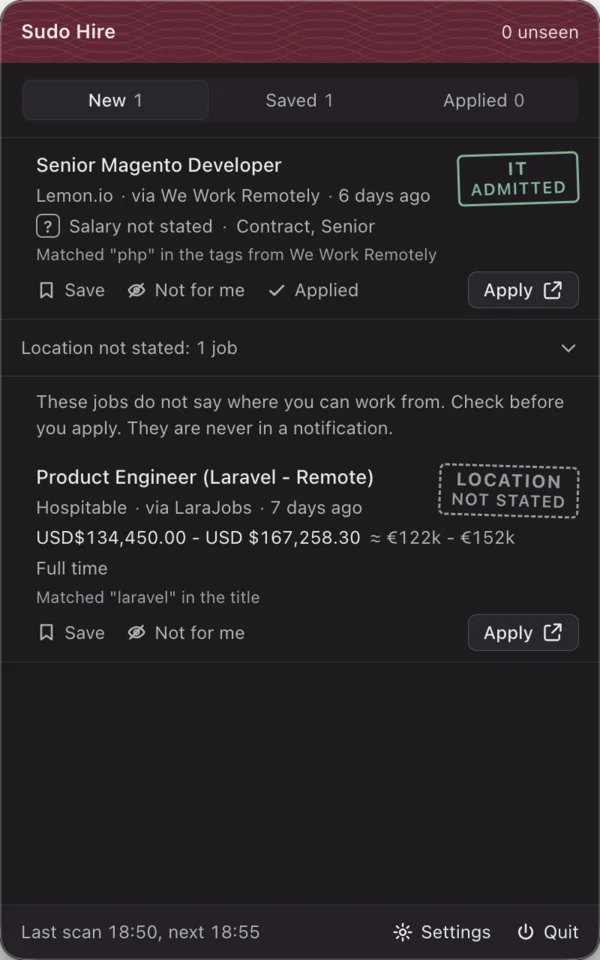 Sudo Hire 0 unseen
New 1 Saved 1 Applied 0
Senior Magento Developer
IT
ADMITTED
Lemon.io · via We Work Remotely · 6 days ago
? Salary not stated · Contract, Senior
Matched "php" in the tags from We Work Remotely
Save Not for me Applied Apply
Location not stated: 1 job
These jobs do not say where you can work from. Check before
you apply. They are never in a notification.
Product Engineer (Laravel - Remote)
LOCATION
NOT STATED
Hospitable · via LaraJobs · 7 days ago
USD$134,450.00 - USD $167,258.30 ≈ €122k - €152k
Full time
Matched "laravel" in the title
Save Not for me Apply
Last scan 18:50, next 18:55 Settings Quit